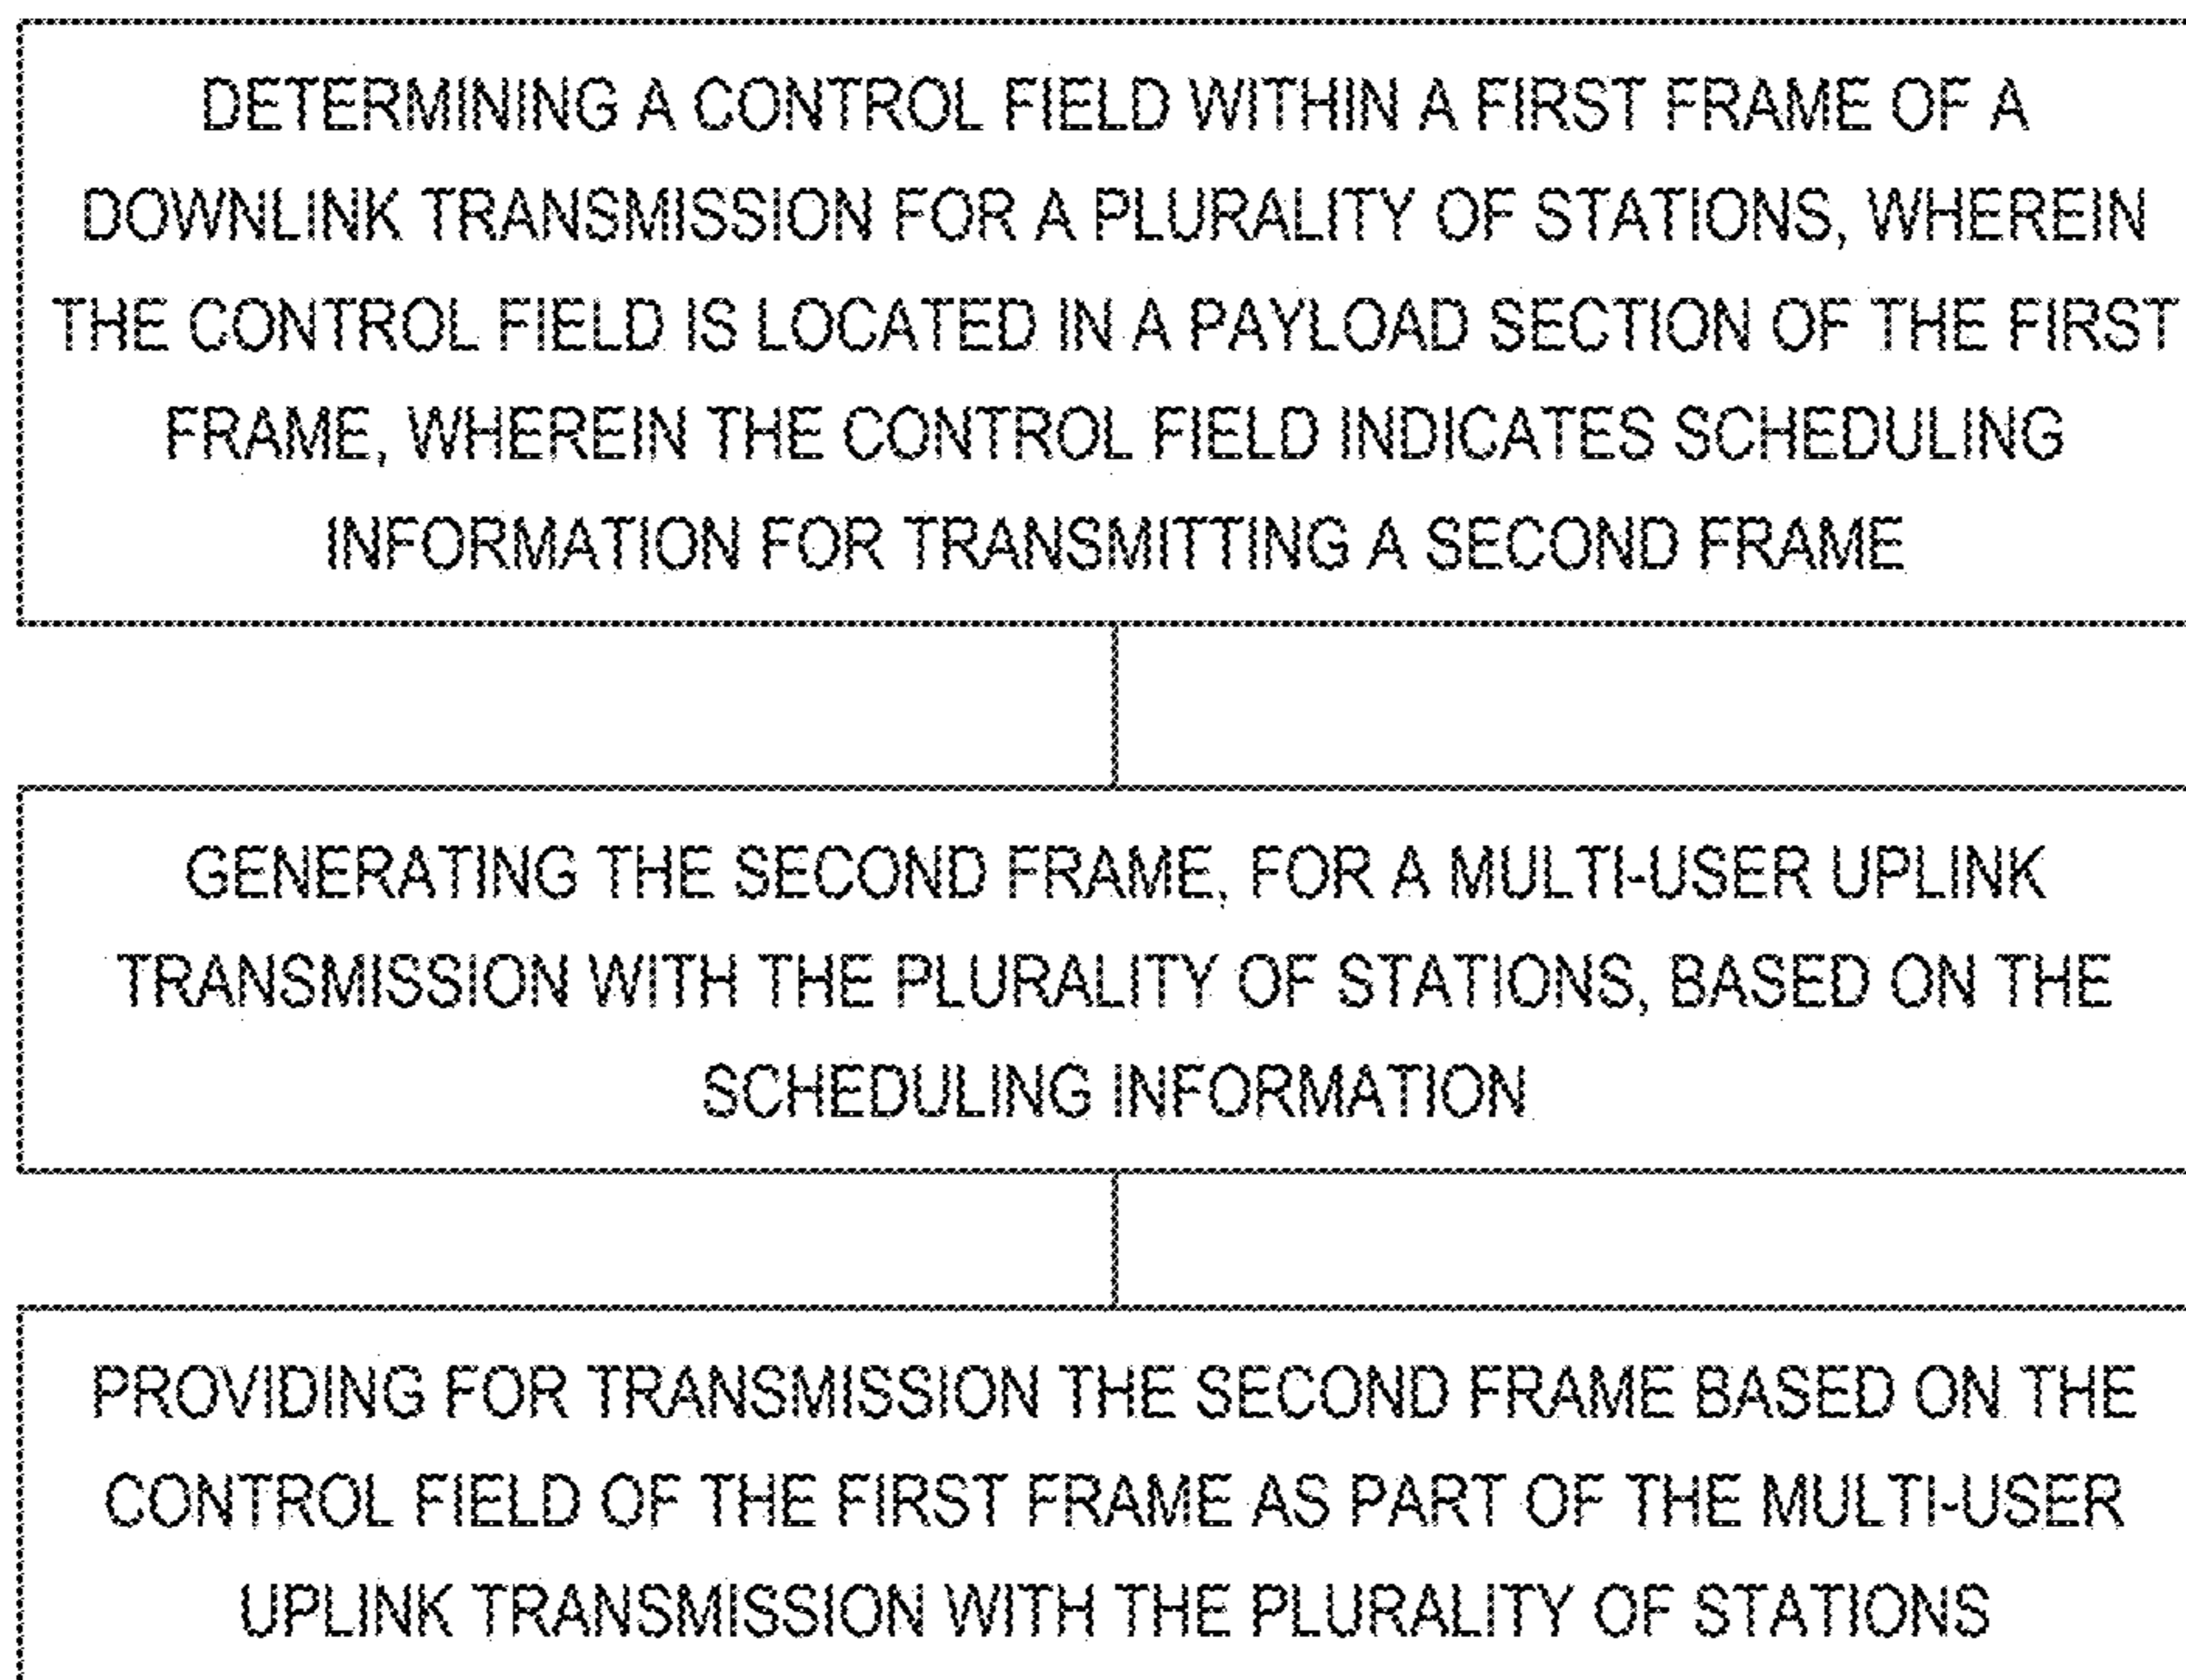 DETERMINING A CONTROL FIELD WITHIN A FIRST FRAME OF A
DOWNLINK TRANSMISSION FOR A PLURALITY OF STATIONS, WHEREIN
THE CONTROL FIELD IS LOCATED IN A PAYLOAD SECTION OF THE FIRST
FRAME, WHEREIN THE CONTROL FIELD INDICATES SCHEDULING
INFORMATION FOR TRANSMITTING A SECOND FRAME
GENERATING THE SECOND FRAME, FOR A MULTI-USER UPLINK
TRANSMISSION WITH THE PLURALITY OF STATIONS, BASED ON THE
SCHEDULING INFORMATION
PROVIDING FOR TRANSMISSION THE SECOND FRAME BASED ON THE
CONTROL FIELD OF THE FIRST FRAME AS PART OF THE MULTI-USER
UPLINK TRANSMISSION WITH THE PLURALITY OF STATIONS